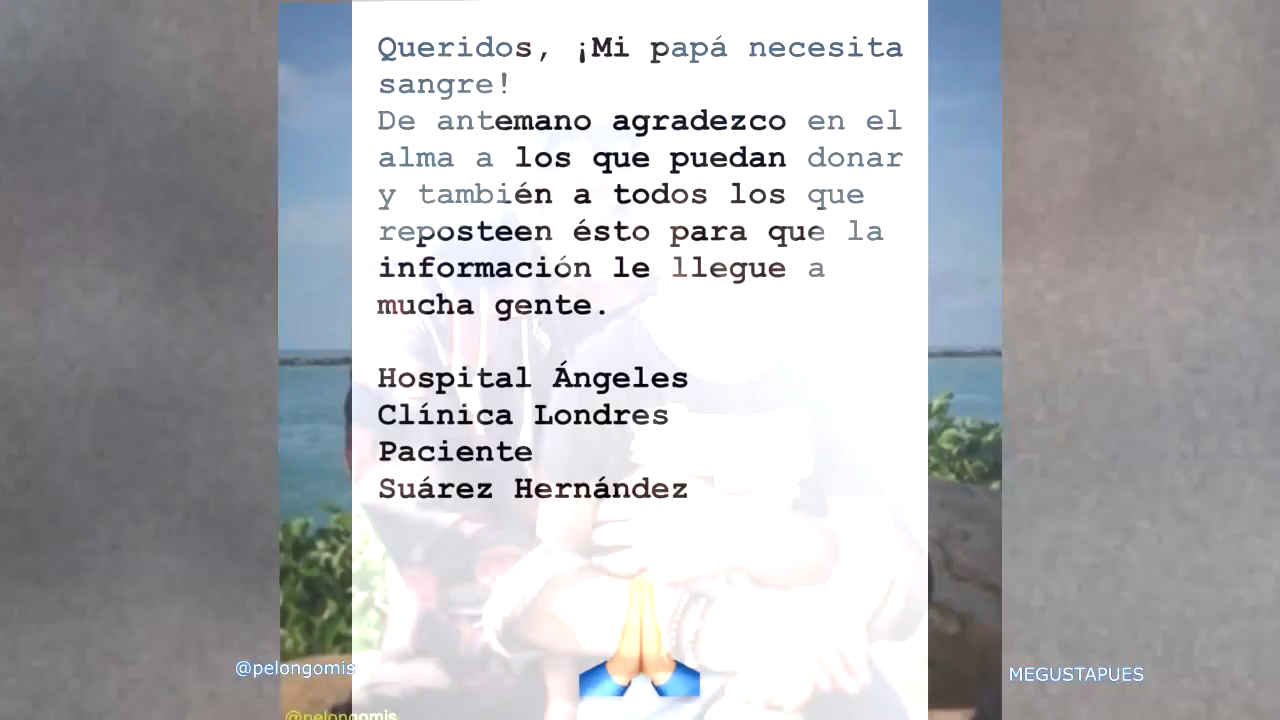 Queridos, ¡Mi papá necesita
sangre!
De antemano agradezco en el
alma a los que puedan donar
y también a todos los que
reposteen ésto para que la
información le llegue a
mucha gente.
Hospital Ángeles
Clínica Londres
Paciente
Suárez Hernández
@pelongomis
MEGUSTAPUES
@pelongomis